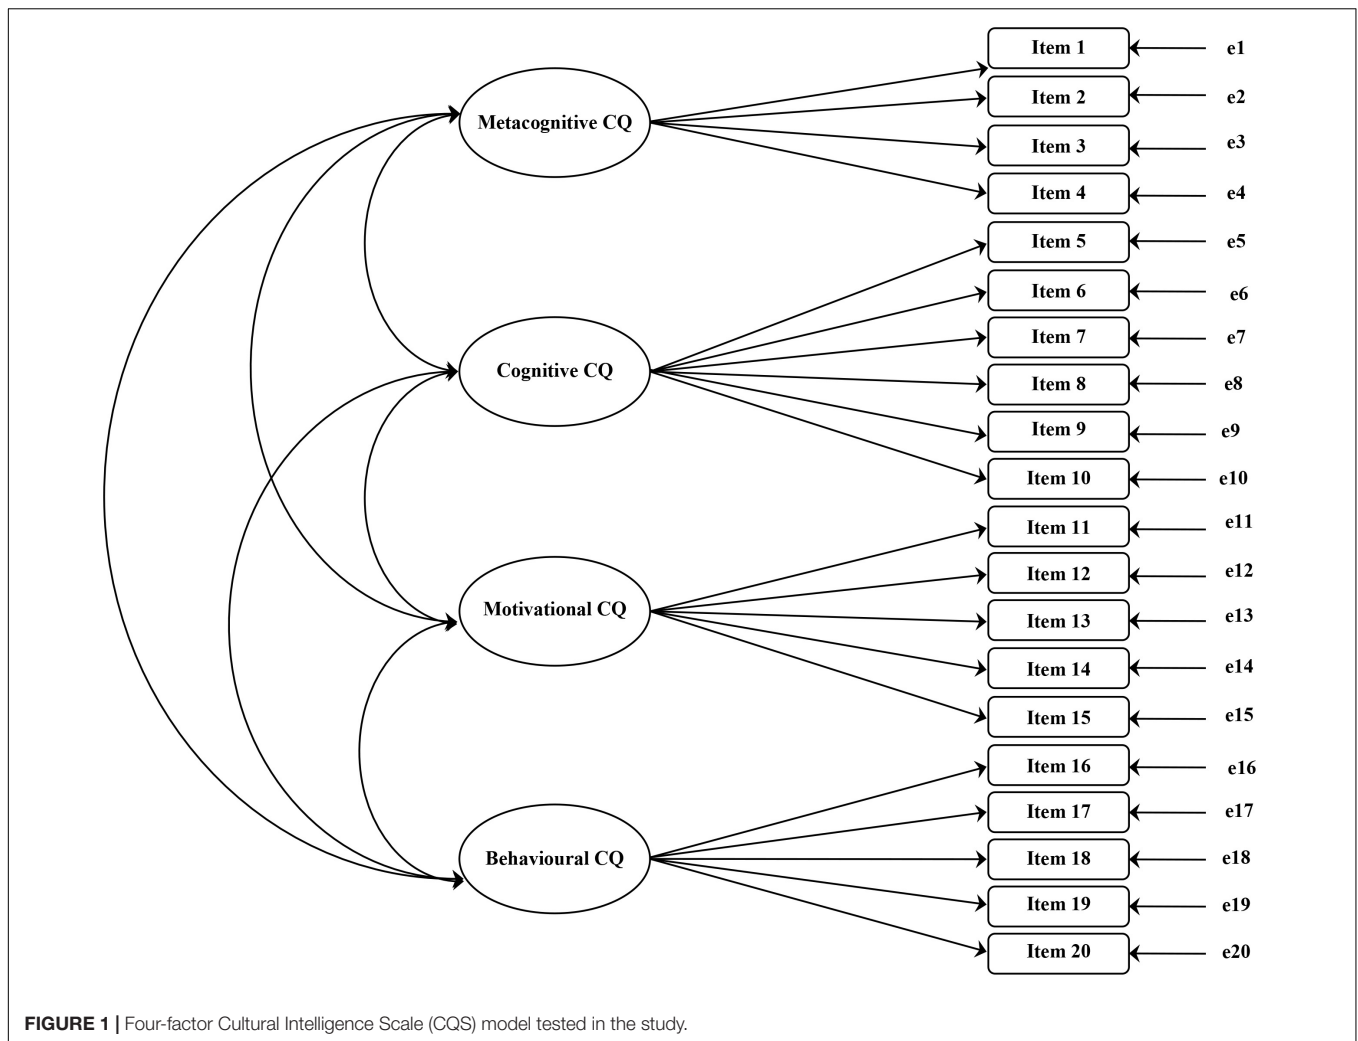 Item 1 e1
Item 2 e2
Metacognitive CQ
Item 3 e3
Item 4 e4
Item 5 e5
Item 6 e6
Item 7 e7
Cognitive CQ
Item 8 e8
Item 9 e9
Item 10 e10
Item 11 e11
Item 12 e12
Motivational CQ
Item 13 e13
Item 14 e14
Item 15 e15
Item 16 e16
Item 17 e17
Behavioural CQ
Item 18 e18
Item 19 e19
Item 20 e20
FIGURE 1 | Four-factor Cultural Intelligence Scale (CQS) model tested in the study.